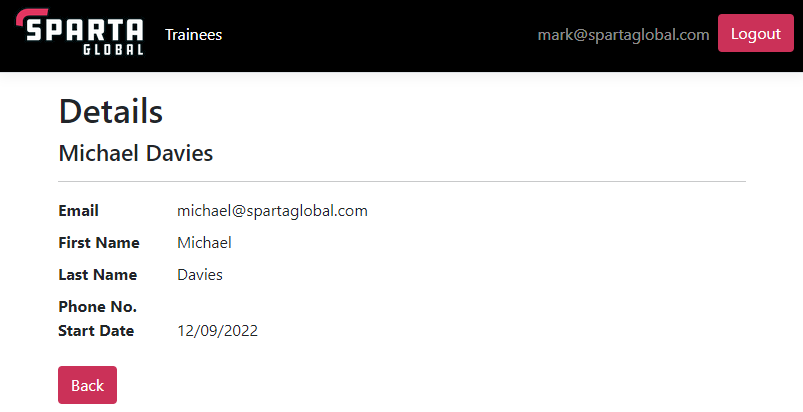 SPARTA
GLOBAL
Trainees
mark@spartaglobal.com
Logout
Details
Michael Davies
Email michael@spartaglobal.com
First Name Michael
Last Name Davies
Phone No.
Start Date 12/09/2022
Back